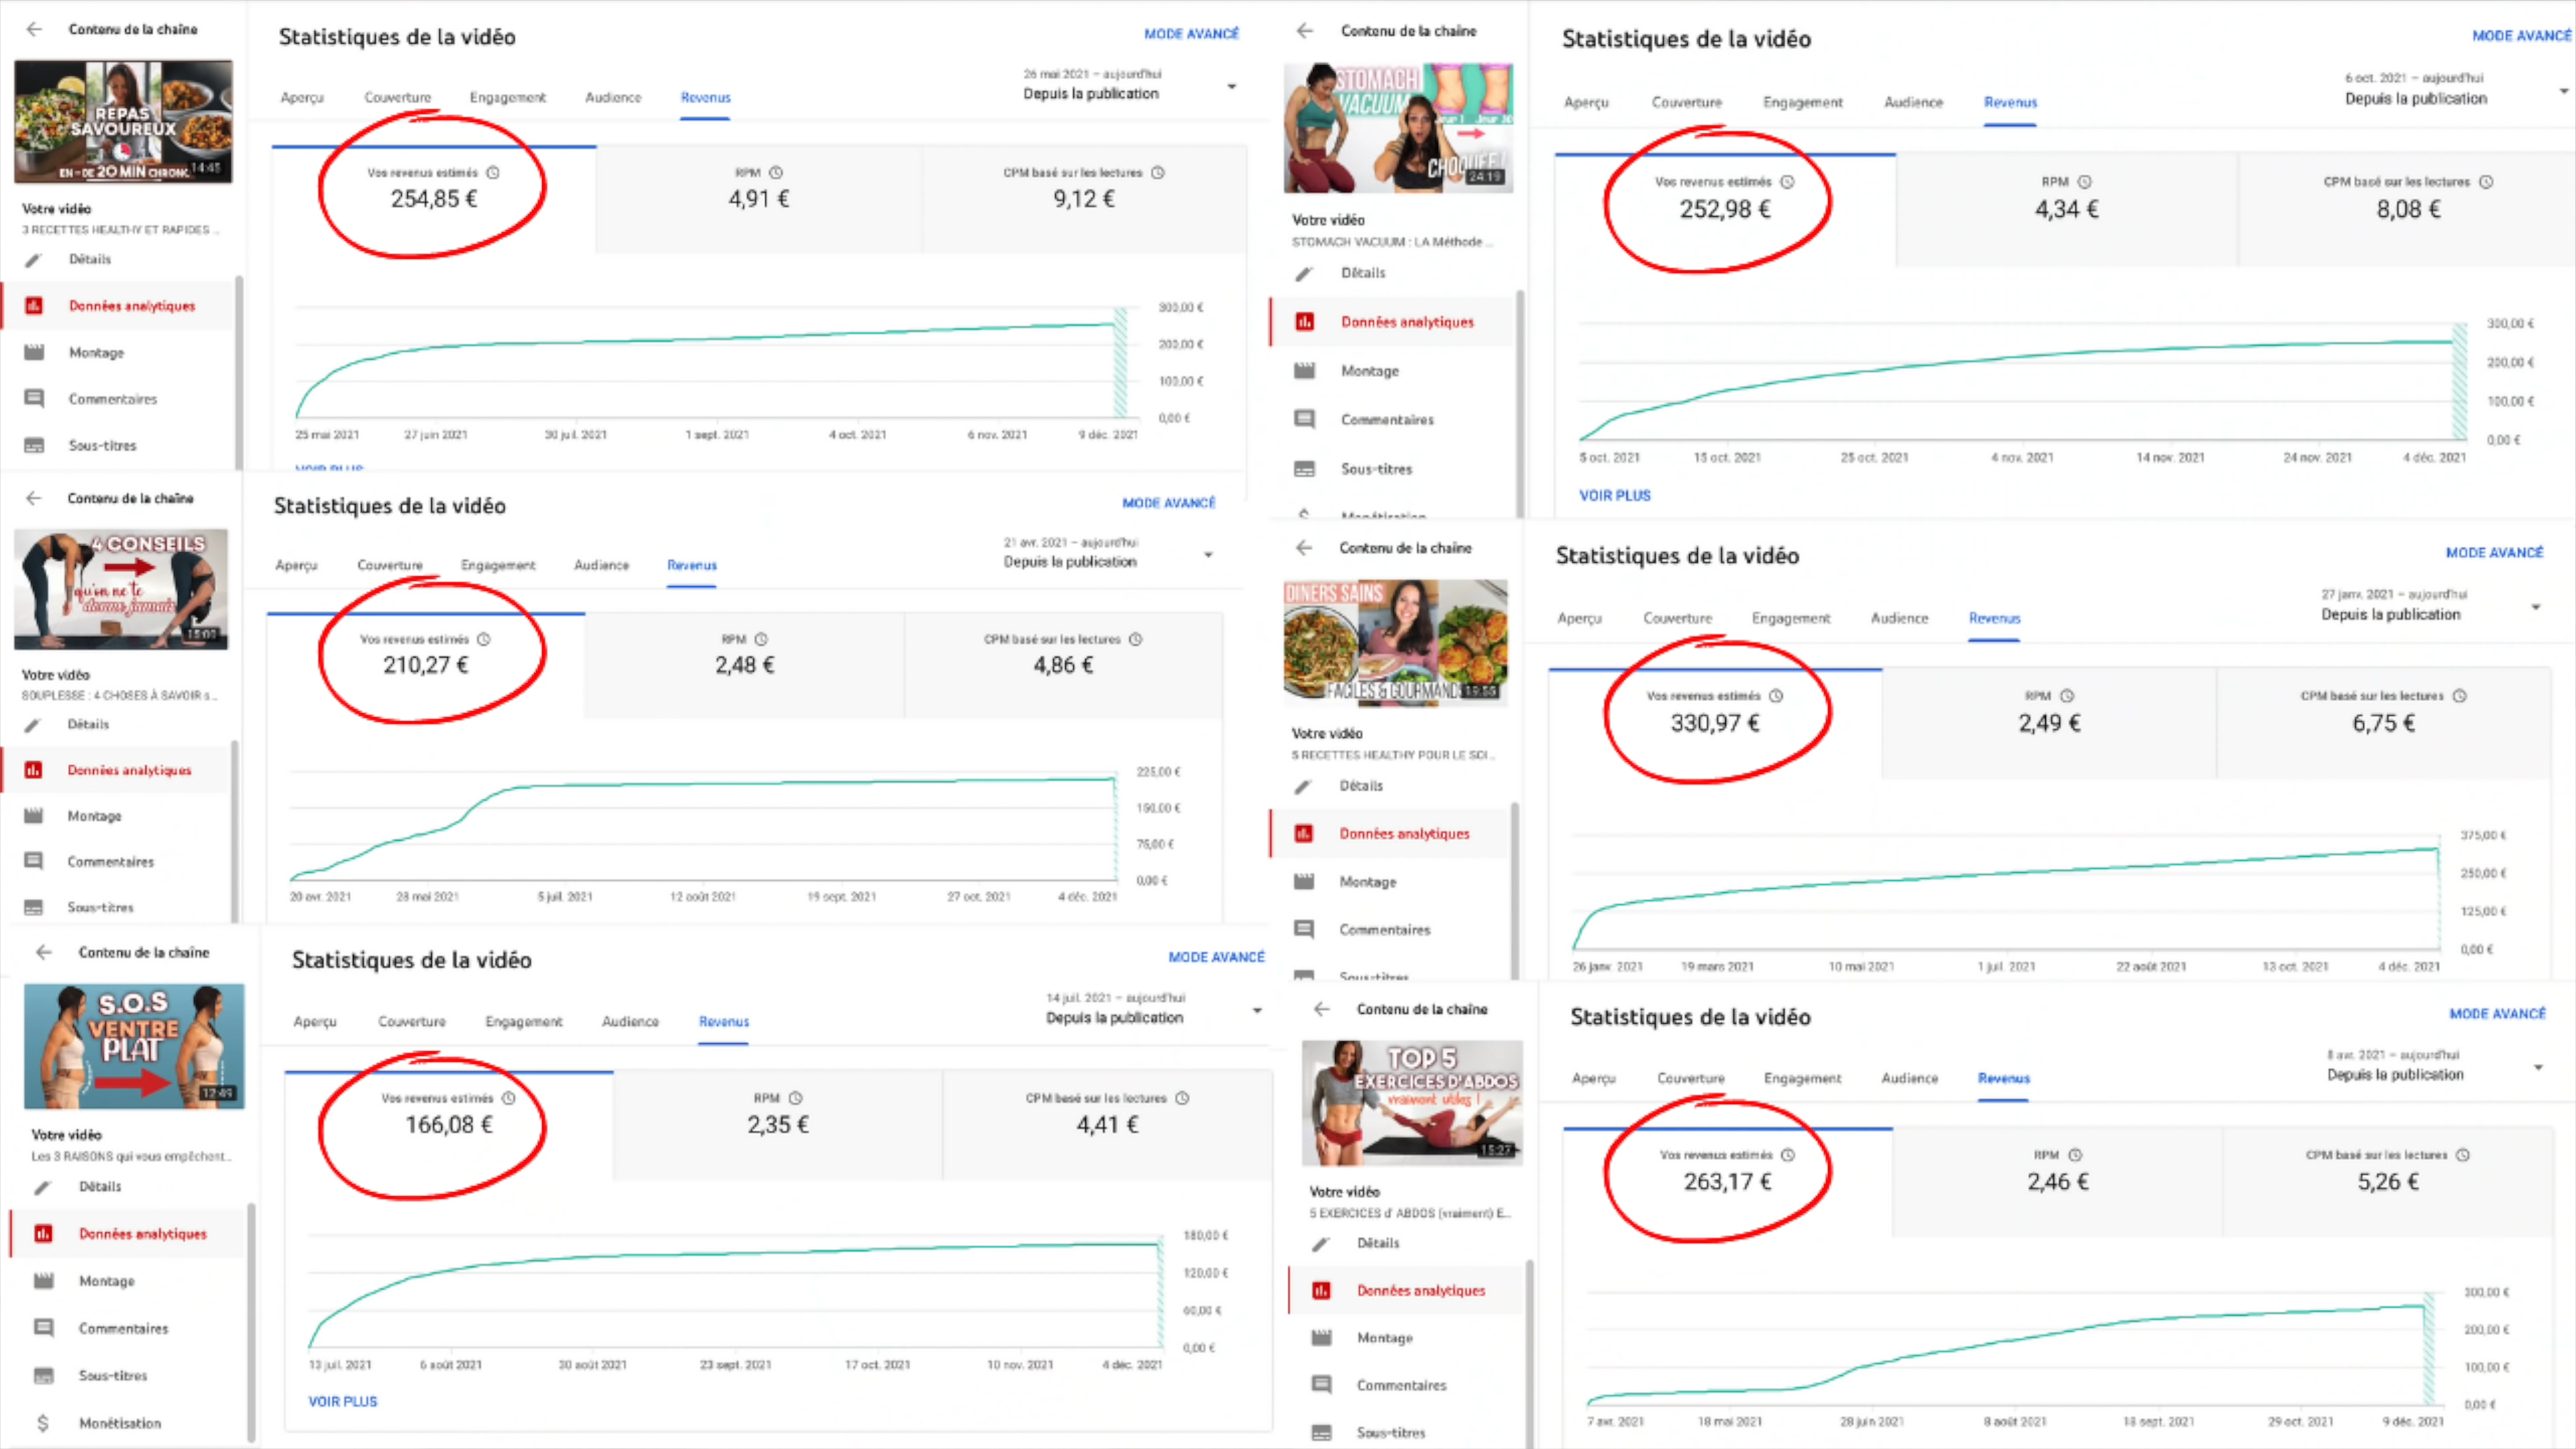 Contenu de la chaîne
REPAS
SAVOUREUX
EN - DE 20 MIN CHRONO
14:45
Votre vidéo
3 RECETTES HEALTHY ET RAPIDES ...
Détails
Données analytiques
Montage
Commentaires
Sous-titres
Statistiques de la vidéo
MODE AVANCÉ
26 mai 2021 – aujourd'hui
Depuis la publication
Aperçu Couverture Engagement Audience Revenus
Vos revenus estimés RPM CPM basé sur les lectures
254,85 € 4,91 € 9,12 €
300,00 €
200,00 €
100,00 €
0,00 €
25 mai 2021 27 juin 2021 30 juil. 2021 1 sept. 2021 4 oct. 2021 6 nov. 2021 9 déc. 2021
VOIR PLUS
Contenu de la chaîne
STOMACH
VACUUM
Jour 1 Jour 30
CHOQUÉE !
24:19
Votre vidéo
STOMACH VACUUM : LA Méthode ...
Détails
Données analytiques
Montage
Commentaires
Sous-titres
Monétisation
Statistiques de la vidéo
MODE AVANCÉ
6 oct. 2021 – aujourd'hui
Depuis la publication
Aperçu Couverture Engagement Audience Revenus
Vos revenus estimés RPM CPM basé sur les lectures
252,98 € 4,34 € 8,08 €
300,00 €
200,00 €
100,00 €
0,00 €
5 oct. 2021 15 oct. 2021 25 oct. 2021 4 nov. 2021 14 nov. 2021 24 nov. 2021 4 déc. 2021
VOIR PLUS
Contenu de la chaîne
4 CONSEILS
qu'on ne te
donne jamais
15:01
Votre vidéo
SOUPLESSE : 4 CHOSES À SAVOIR s...
Détails
Données analytiques
Montage
Commentaires
Sous-titres
Statistiques de la vidéo
MODE AVANCÉ
21 avr. 2021 – aujourd'hui
Depuis la publication
Aperçu Couverture Engagement Audience Revenus
Vos revenus estimés RPM CPM basé sur les lectures
210,27 € 2,48 € 4,86 €
225,00 €
150,00 €
75,00 €
0,00 €
20 avr. 2021 28 mai 2021 5 juil. 2021 12 août 2021 19 sept. 2021 27 oct. 2021 4 déc. 2021
Contenu de la chaîne
DINERS SAINS
FACILES & GOURMANDS
Votre vidéo
5 RECETTES HEALTHY POUR LE SOI...
Détails
Données analytiques
Montage
Commentaires
Sous-titres
Statistiques de la vidéo
MODE AVANCÉ
27 janv. 2021 – aujourd'hui
Depuis la publication
Aperçu Couverture Engagement Audience Revenus
Vos revenus estimés RPM CPM basé sur les lectures
330,97 € 2,49 € 6,75 €
375,00 €
250,00 €
125,00 €
0,00 €
26 janv. 2021 19 mars 2021 10 mai 2021 1 juil. 2021 22 août 2021 13 oct. 2021 4 déc. 2021
Contenu de la chaîne
S.O.S
VENTRE
PLAT
12:49
Votre vidéo
Les 3 RAISONS qui vous empêchent...
Détails
Données analytiques
Montage
Commentaires
Sous-titres
Monétisation
Statistiques de la vidéo
MODE AVANCÉ
14 juil. 2021 – aujourd'hui
Depuis la publication
Aperçu Couverture Engagement Audience Revenus
Vos revenus estimés RPM CPM basé sur les lectures
166,08 € 2,35 € 4,41 €
180,00 €
120,00 €
60,00 €
0,00 €
13 juil. 2021 6 août 2021 30 août 2021 23 sept. 2021 17 oct. 2021 10 nov. 2021 4 déc. 2021
VOIR PLUS
Contenu de la chaîne
TOP 5
EXERCICES D'ABDOS
vraiment utiles !
15:27
Votre vidéo
5 EXERCICES d' ABDOS (vraiment) E...
Détails
Données analytiques
Montage
Commentaires
Sous-titres
Statistiques de la vidéo
MODE AVANCÉ
8 avr. 2021 – aujourd'hui
Depuis la publication
Aperçu Couverture Engagement Audience Revenus
Vos revenus estimés RPM CPM basé sur les lectures
263,17 € 2,46 € 5,26 €
300,00 €
200,00 €
100,00 €
0,00 €
7 avr. 2021 18 mai 2021 28 juin 2021 8 août 2021 18 sept. 2021 29 oct. 2021 9 déc. 2021